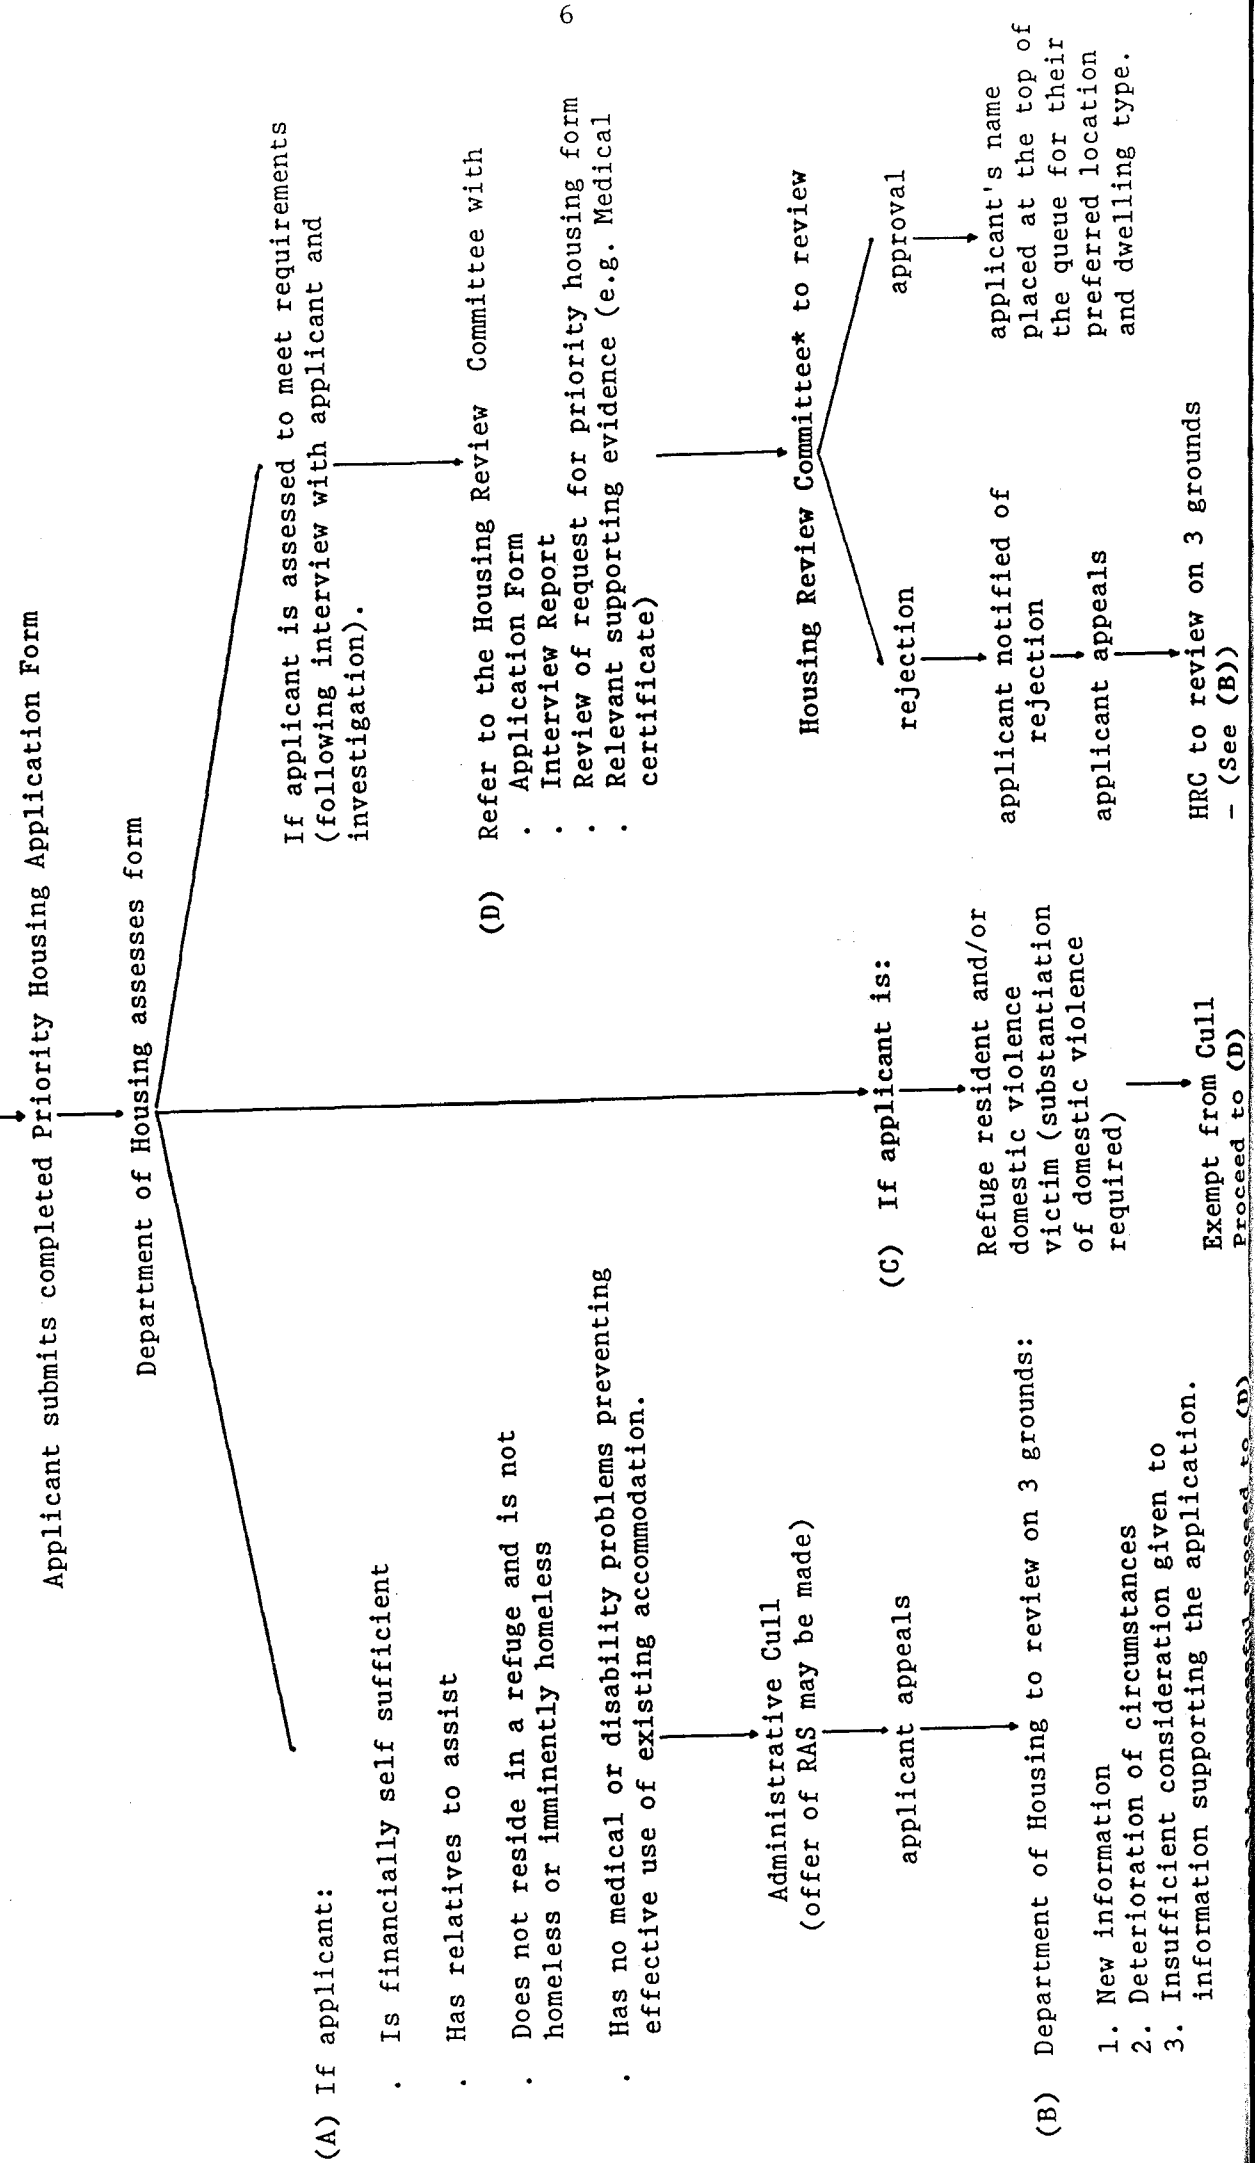 6
Applicant submits completed Priority Housing Application Form
Department of Housing assesses form
(A) If applicant:
. Is financially self sufficient
. Has relatives to assist
. Does not reside in a refuge and is not
homeless or imminently homeless
. Has no medical or disability problems preventing
effective use of existing accommodation.
Administrative Cull
(offer of RAS may be made)
applicant appeals
(B) Department of Housing to review on 3 grounds:
1. New information
2. Deterioration of circumstances
3. Insufficient consideration given to
information supporting the application.
(C) If applicant is:
Refuge resident and/or
domestic violence
victim (substantiation
of domestic violence
required)
Exempt from Cull
Proceed to (D)
If applicant is assessed to meet requirements
(following interview with applicant and
investigation).
(D) Refer to the Housing Review Committee with
. Application Form
. Interview Report
. Review of request for priority housing form
. Relevant supporting evidence (e.g. Medical
certificate)
Housing Review Committee* to review
rejection
applicant notified of
rejection
applicant appeals
HRC to review on 3 grounds
- (See (B))
approval
applicant's name
placed at the top of
the queue for their
preferred location
and dwelling type.